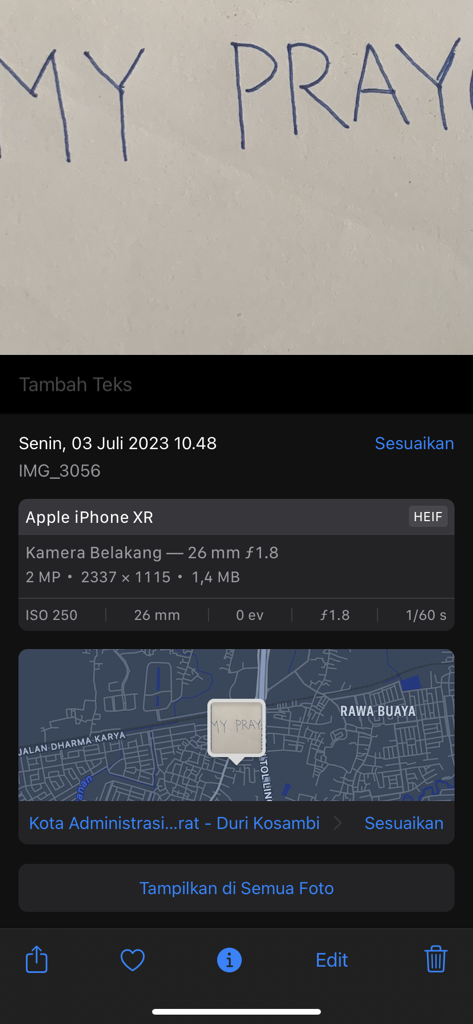 MY PRAY
Tambah Teks
Senin, 03 Juli 2023 10.48 Sesuaikan
IMG_3056
Apple iPhone XR HEIF
Kamera Belakang — 26 mm ƒ1.8
2 MP • 2337 × 1115 • 1,4 MB
ISO 250 26 mm 0 ev ƒ1.8 1/60 s
RAWA BUAYA
MY PRAY
JALAN DHARMA KARYA
Kota Administrasi...rat - Duri Kosambi Sesuaikan
Tampilkan di Semua Foto
Edit